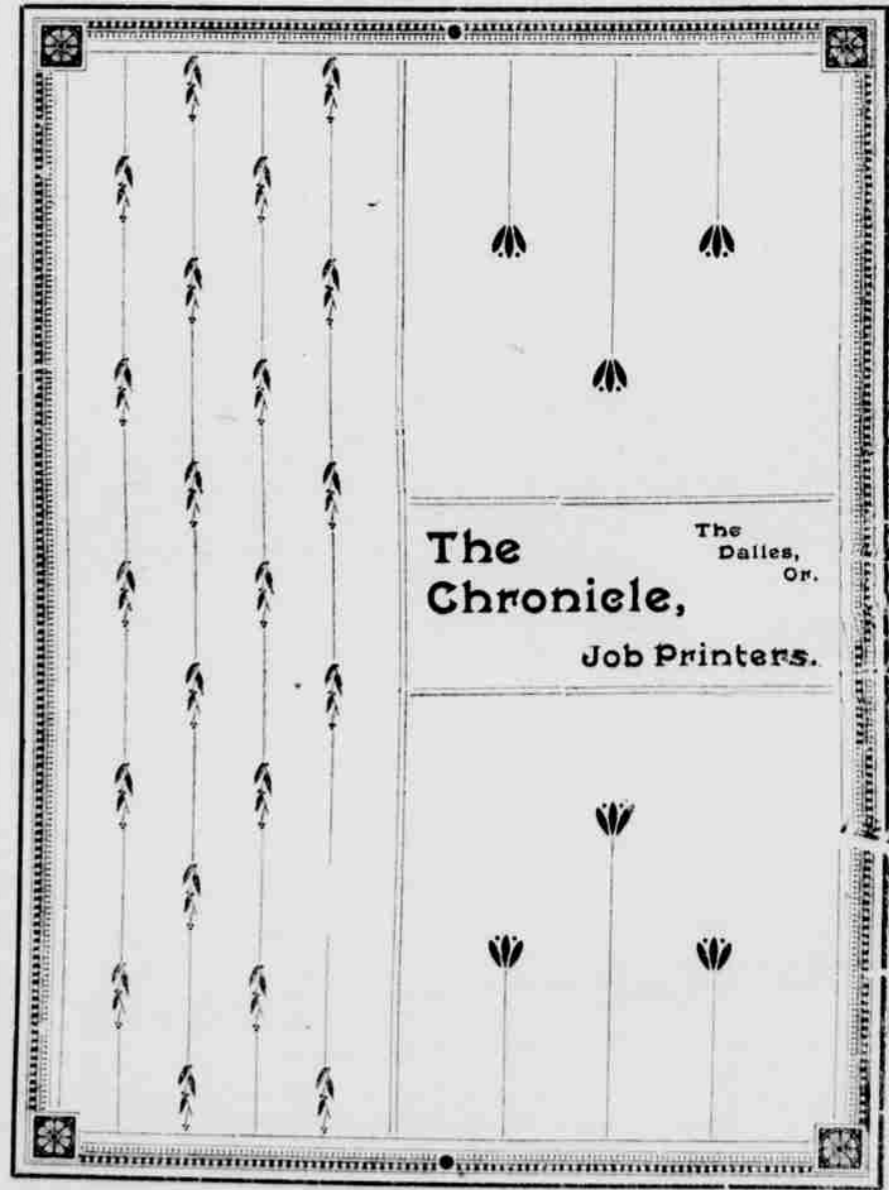 The
Chronicle,
The
Dalles,
Or.
Job Printers.